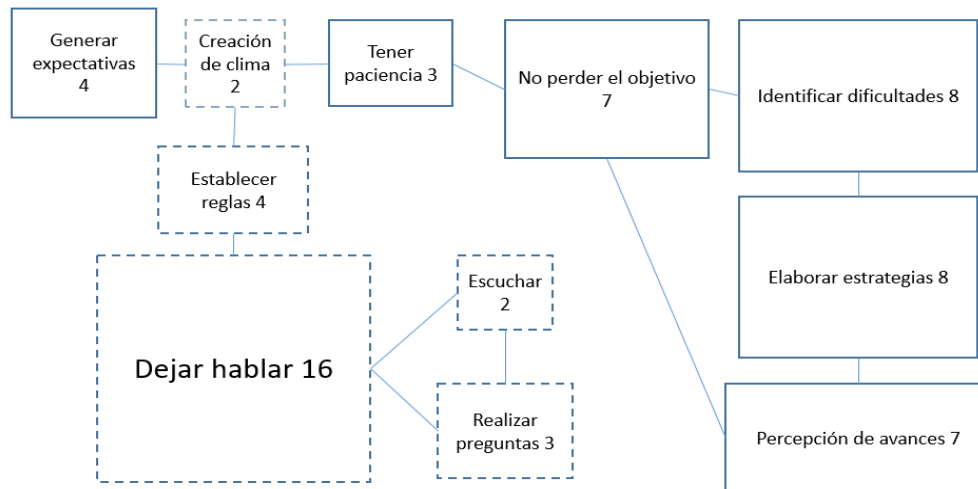 Generar
expectativas
4
Creación
de clima
2
Tener
paciencia 3
No perder el objetivo
7
Identificar dificultades 8
Establecer
reglas 4
Elaborar estrategias 8
Escuchar
2
Dejar hablar 16
Realizar
preguntas 3
Percepción de avances 7